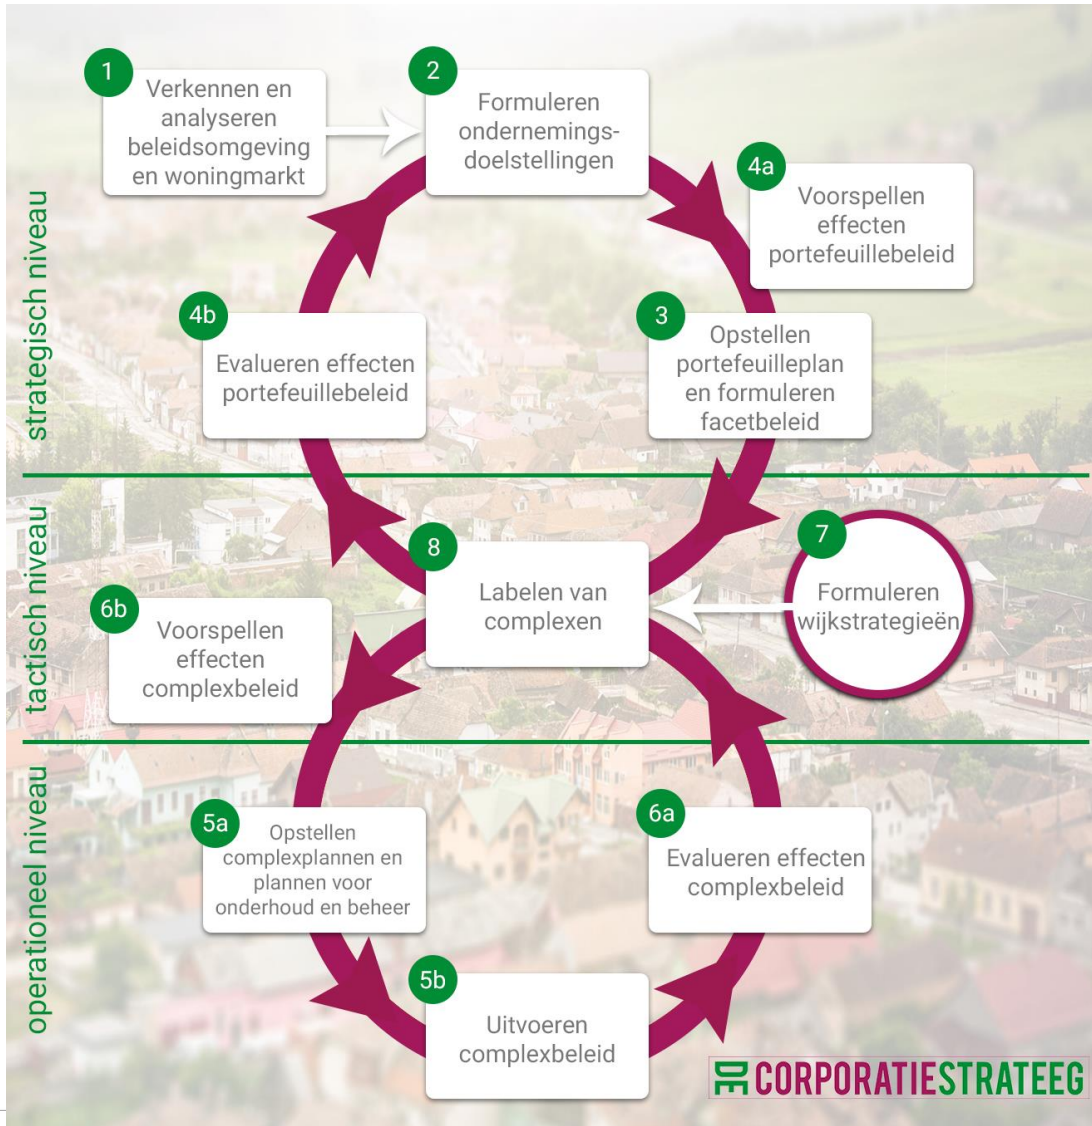 1
Verkennen en
analyseren
beleidsomgeving
en woningmarkt
2
Formuleren
ondernemings-
doelstellingen
4a
Voorspellen
effecten
portefeuillebeleid
strategisch niveau
4b
Evalueren effecten
portefeuillebeleid
3
Opstellen
portefeuilleplan
en formuleren
facetbeleid
tactisch niveau
8
Labelen van
complexen
7
Formuleren
wijkstrategieën
6b
Voorspellen
effecten
complexbeleid
operationeel niveau
5a
Opstellen
complexplannen en
plannen voor
onderhoud en beheer
6a
Evalueren effecten
complexbeleid
5b
Uitvoeren
complexbeleid
DE CORPORATIESTRATEEG